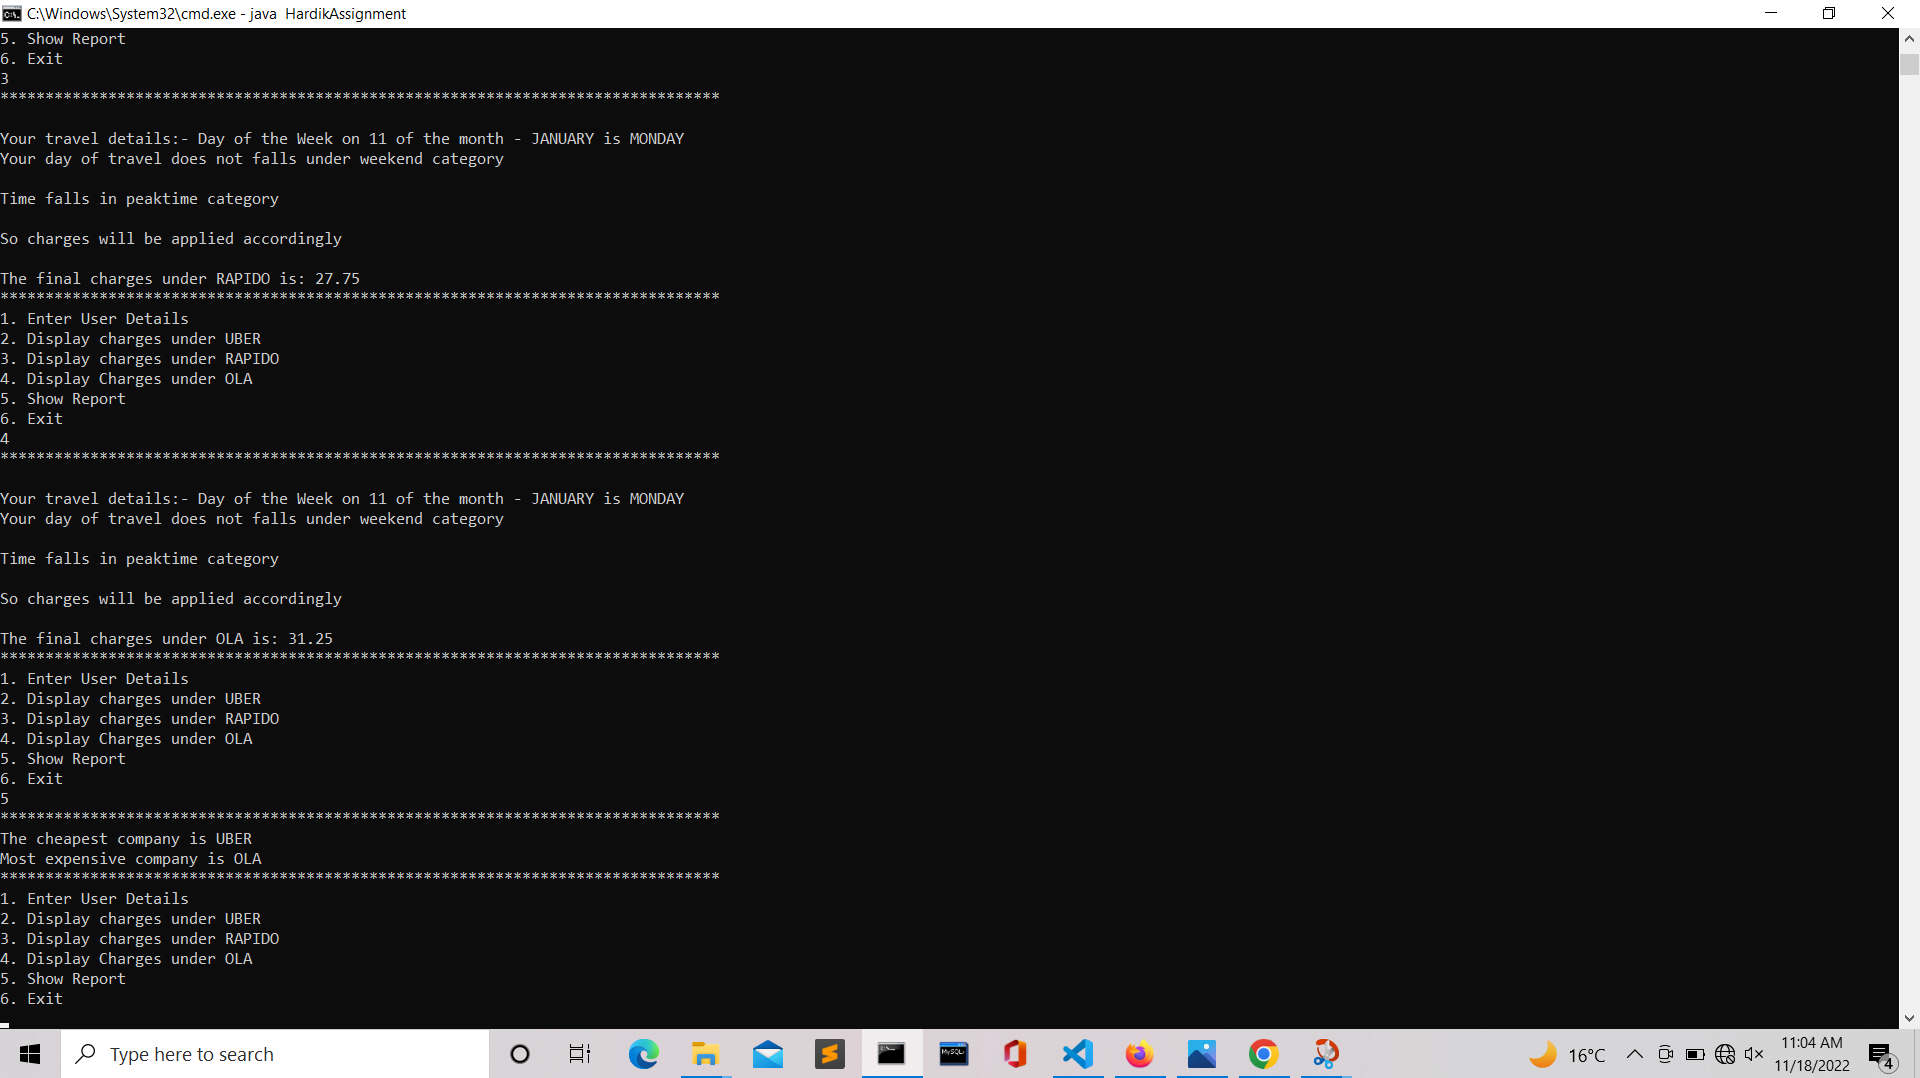 C:\Windows\System32\cmd.exe - java  HardikAssignment
5. Show Report
6. Exit
3
********************************************************************************
Your travel details:- Day of the Week on 11 of the month - JANUARY is MONDAY
Your day of travel does not falls under weekend category
Time falls in peaktime category
So charges will be applied accordingly
The final charges under RAPIDO is: 27.75
********************************************************************************
1. Enter User Details
2. Display charges under UBER
3. Display charges under RAPIDO
4. Display Charges under OLA
5. Show Report
6. Exit
4
********************************************************************************
Your travel details:- Day of the Week on 11 of the month - JANUARY is MONDAY
Your day of travel does not falls under weekend category
Time falls in peaktime category
So charges will be applied accordingly
The final charges under OLA is: 31.25
********************************************************************************
1. Enter User Details
2. Display charges under UBER
3. Display charges under RAPIDO
4. Display Charges under OLA
5. Show Report
6. Exit
5
********************************************************************************
The cheapest company is UBER
Most expensive company is OLA
********************************************************************************
1. Enter User Details
2. Display charges under UBER
3. Display charges under RAPIDO
4. Display Charges under OLA
5. Show Report
6. Exit
Type here to search
MySQL
16°C
11:04 AM
11/18/2022
4